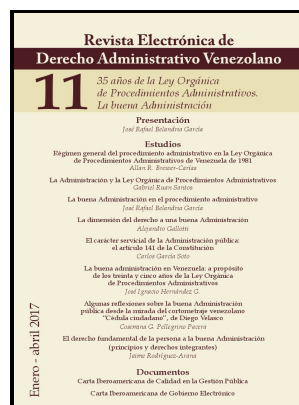 Revista Electrónica de
Derecho Administrativo Venezolano
11
35 años de la Ley Orgánica
de Procedimientos Administrativos.
La buena Administración
Presentación
José Rafael Belandria García
Estudios
Régimen general del procedimiento administrativo en la Ley Orgánica
de Procedimientos Administrativos de Venezuela de 1981
Allan R. Brewer-Carías
La Administración y la Ley Orgánica de Procedimientos Administrativos
Gabriel Ruan Santos
La buena Administración en el procedimiento administrativo
José Rafael Belandria García
La dimensión del derecho a una buena Administración
Alejandro Gallotti
El carácter servicial de la Administración pública:
el artículo 141 de la Constitución
Carlos García Soto
La buena administración en Venezuela: a propósito
de los treinta y cinco años de la Ley Orgánica
de Procedimientos Administrativos
José Ignacio Hernández G.
Algunas reflexiones sobre la buena Administración
pública desde la mirada del cortometraje venezolano
"Cédula ciudadano", de Diego Velasco
Cosimina G. Pellegrino Pacera
El derecho fundamental de la persona a la buena Administración
(principios y derechos integrantes)
Jaime Rodríguez-Arana
Documentos
Carta Iberoamericana de Calidad en la Gestión Pública
Carta Iberoamericana de Gobierno Electrónico
Enero - abril 2017